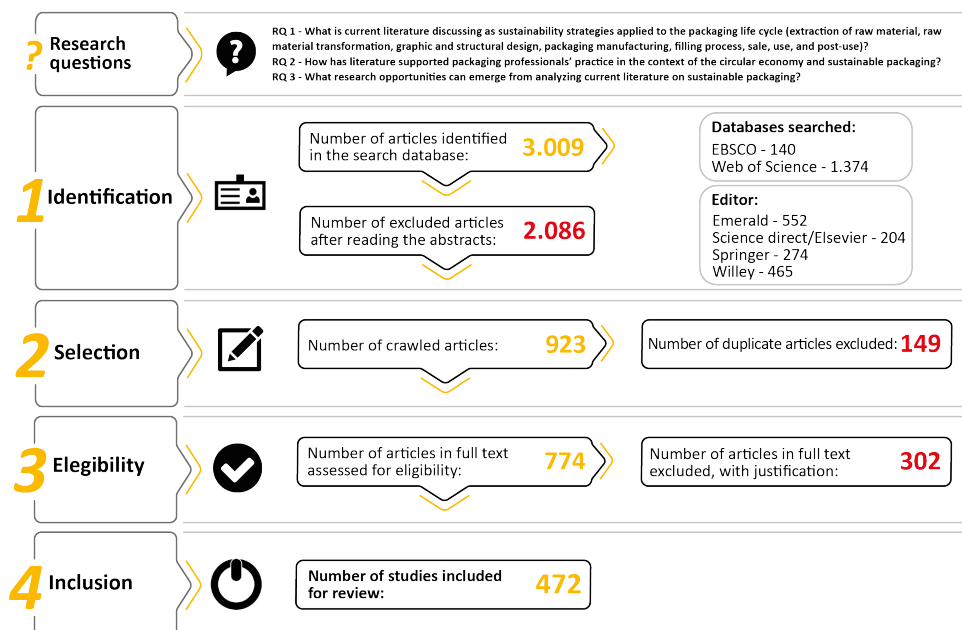 ?
Research
questions
?
RQ 1 - What is current literature discussing as sustainability strategies applied to the packaging life cycle (extraction of raw material, raw
material transformation, graphic and structural design, packaging manufacturing, filling process, sale, use, and post-use)?
RQ 2 - How has literature supported packaging professionals' practice in the context of the circular economy and sustainable packaging?
RQ 3 - What research opportunities can emerge from analyzing current literature on sustainable packaging?
1
Identification
Number of articles identified
in the search database:
3.009
Number of excluded articles
after reading the abstracts:
2.086
Databases searched:
EBSCO - 140
Web of Science - 1.374
Editor:
Emerald - 552
Science direct/Elsevier - 204
Springer - 274
Willey - 465
2
Selection
Number of crawled articles:
923
Number of duplicate articles excluded:
149
3
Elegibility
Number of articles in full text
assessed for eligibility:
774
Number of articles in full text
excluded, with justification:
302
4
Inclusion
Number of studies included
for review:
472